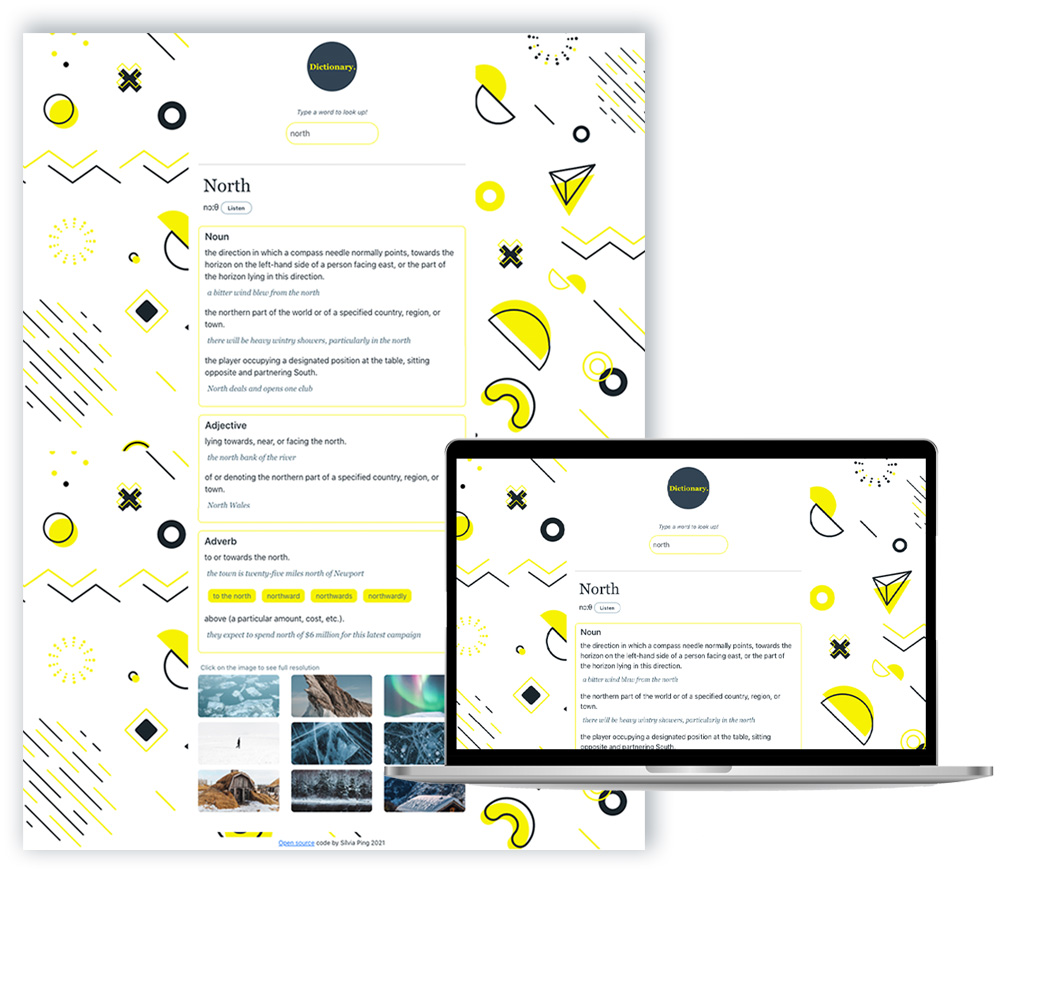 Dictionary.
Type a word to look up!
north
North
nɔːθ Listen
Noun
the direction in which a compass needle normally points, towards the
horizon on the left-hand side of a person facing east, or the part of
the horizon lying in this direction.
a bitter wind blew from the north
the northern part of the world or of a specified country, region, or
town.
there will be heavy wintry showers, particularly in the north
the player occupying a designated position at the table, sitting
opposite and partnering South.
North deals and opens one club
Adjective
lying towards, near, or facing the north.
the north bank of the river
of or denoting the northern part of a specified country, region, or
town.
North Wales
Adverb
to or towards the north.
the town is twenty-five miles north of Newport
to the north northward northwards northwardly
above (a particular amount, cost, etc.).
they expect to spend north of $6 million for this latest campaign
Click on the image to see full resolution
Open source code by Silvia Ping 2021
Dictionary.
Type a word to look up!
north
North
nɔːθ Listen
Noun
the direction in which a compass needle normally points, towards the
horizon on the left-hand side of a person facing east, or the part of
the horizon lying in this direction.
a bitter wind blew from the north
the northern part of the world or of a specified country, region, or
town.
there will be heavy wintry showers, particularly in the north
the player occupying a designated position at the table, sitting
opposite and partnering South.